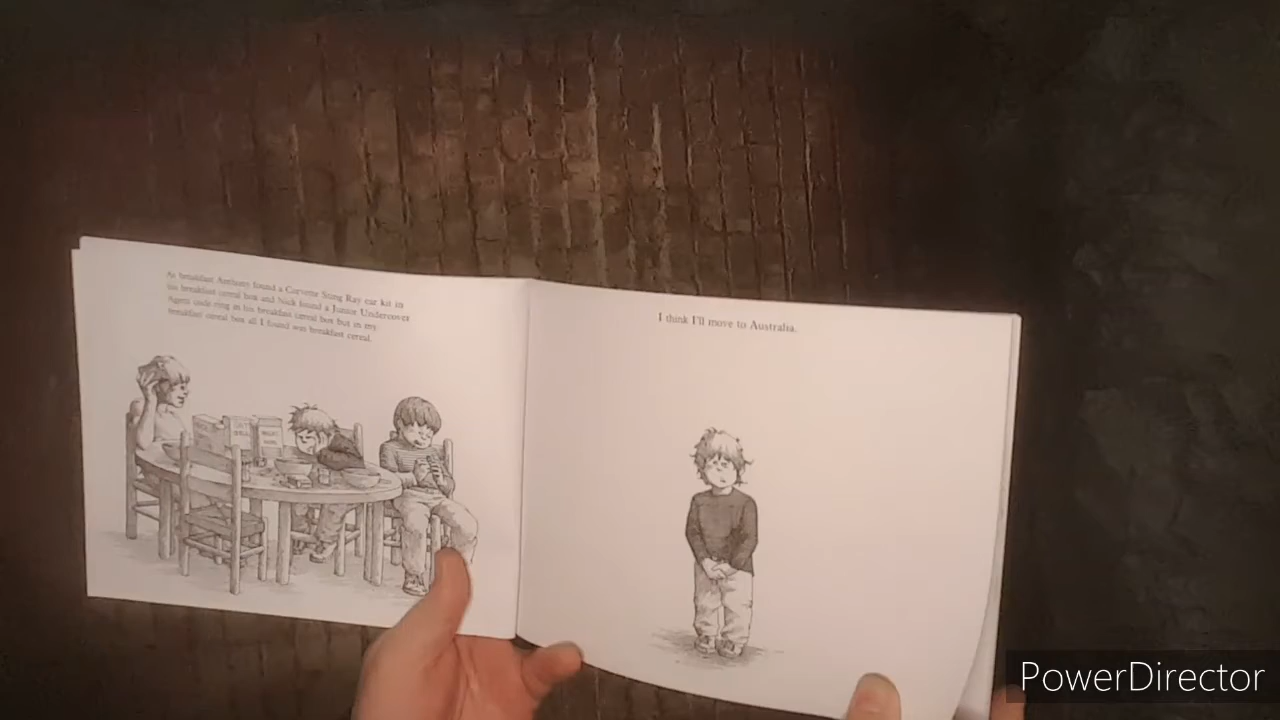 At breakfast Anthony found a Corvette Sting Ray car kit in
his breakfast cereal box and Nick found a Junior Undercover
Agent code ring in his breakfast cereal box but in my
breakfast cereal box all I found was breakfast cereal.
I think I'll move to Australia.
PowerDirector